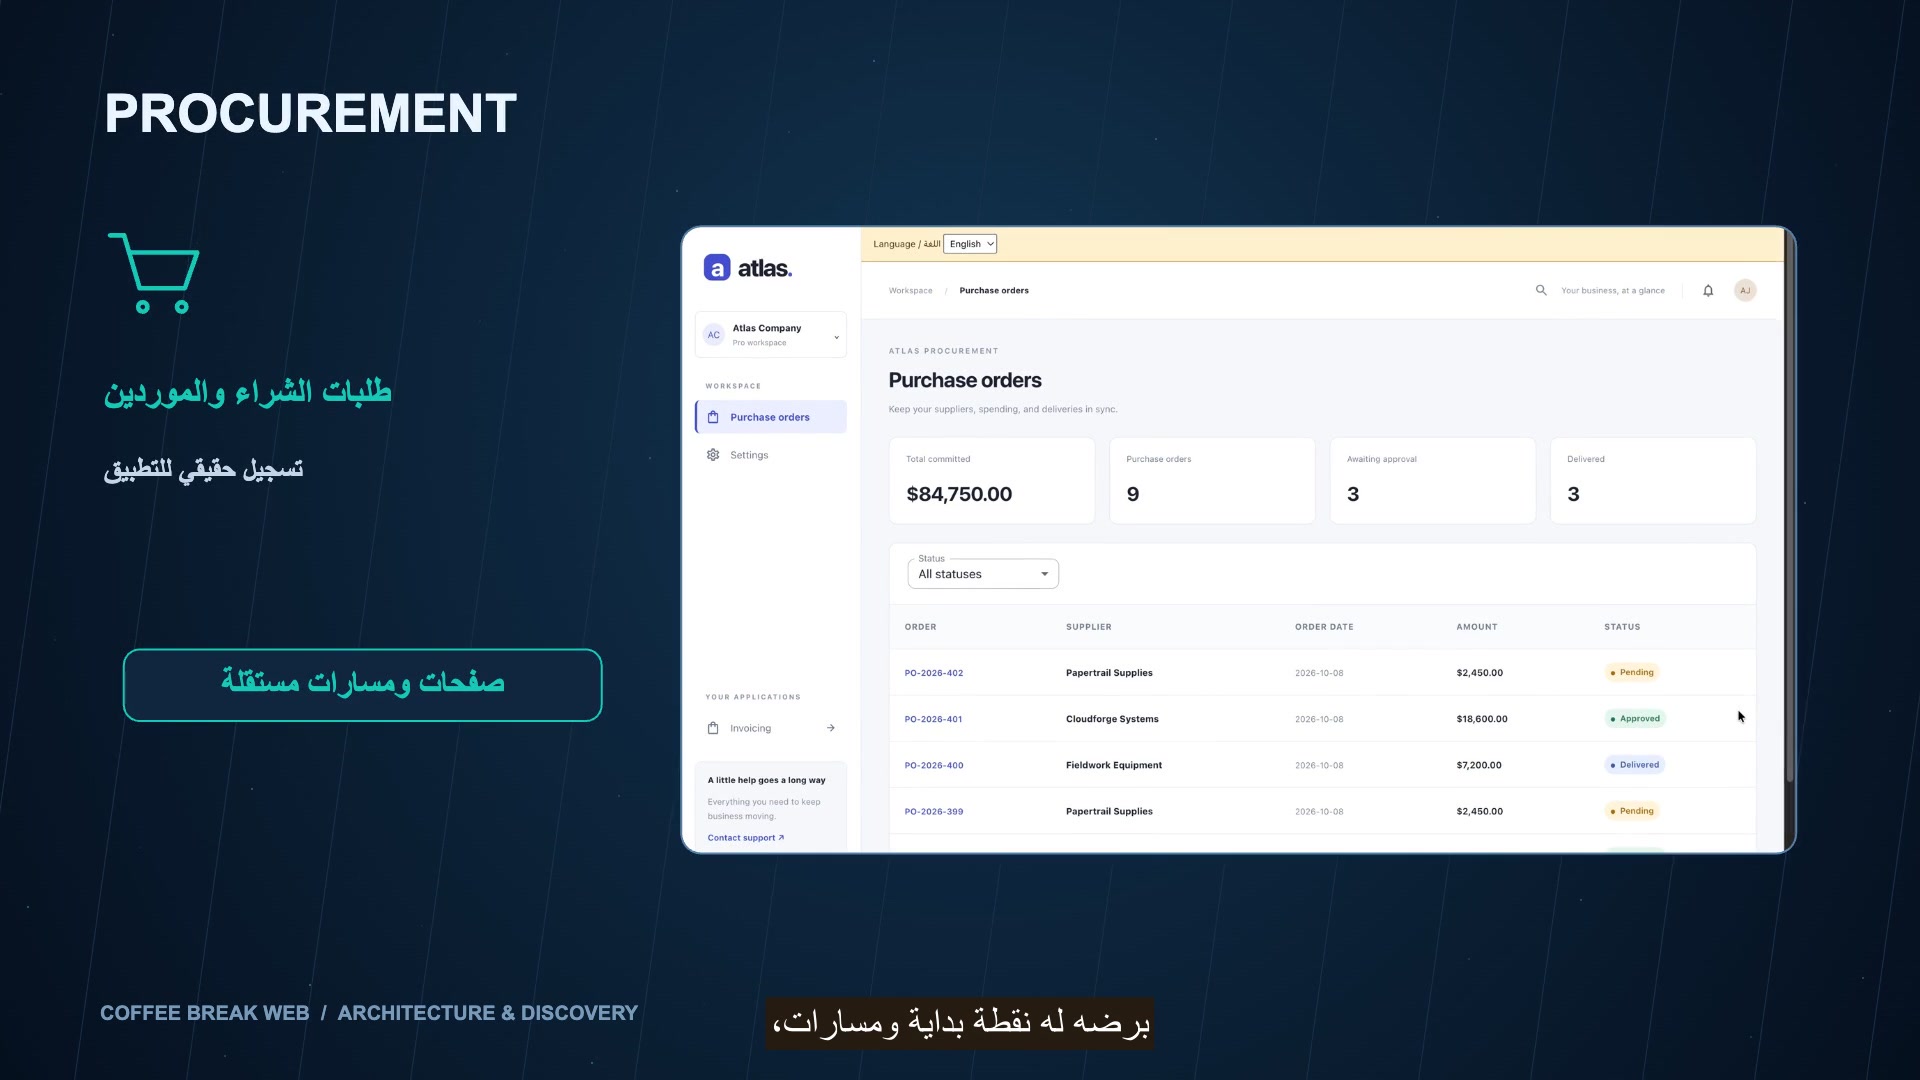 PROCUREMENT
طلبات الشراء والموردين
تسجيل حقيقي للتطبيق
صفحات ومسارات مستقلة
a atlas.
AC
Atlas Company
Pro workspace
WORKSPACE
Purchase orders
Settings
YOUR APPLICATIONS
Invoicing
A little help goes a long way
Everything you need to keep
business moving.
Contact support ↗
Language / اللغة English
Workspace / Purchase orders
Your business, at a glance
AJ
ATLAS PROCUREMENT
Purchase orders
Keep your suppliers, spending, and deliveries in sync.
Total committed
$84,750.00
Purchase orders
9
Awaiting approval
3
Delivered
3
Status
All statuses
ORDER SUPPLIER ORDER DATE AMOUNT STATUS
PO-2026-402 Papertrail Supplies 2026-10-08 $2,450.00 Pending
PO-2026-401 Cloudforge Systems 2026-10-08 $18,600.00 Approved
PO-2026-400 Fieldwork Equipment 2026-10-08 $7,200.00 Delivered
PO-2026-399 Papertrail Supplies 2026-10-08 $2,450.00 Pending
COFFEE BREAK WEB / ARCHITECTURE & DISCOVERY
برضه له نقطة بداية ومسارات،